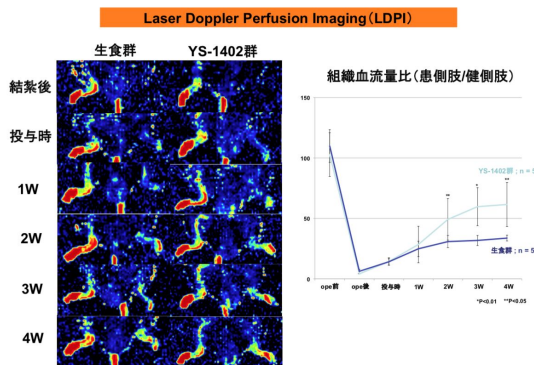 Laser Doppler Perfusion Imaging（LDPI）
生食群 YS-1402群
結紮後
投与時
1W
2W
3W
4W
組織血流量比（患側肢/健側肢）
150
100
50
0
YS-1402群 ; n =
生食群 ; n = 5
** * **
ope前 ope後 投与時 1W 2W 3W 4W
*P<0.01 **P<0.05